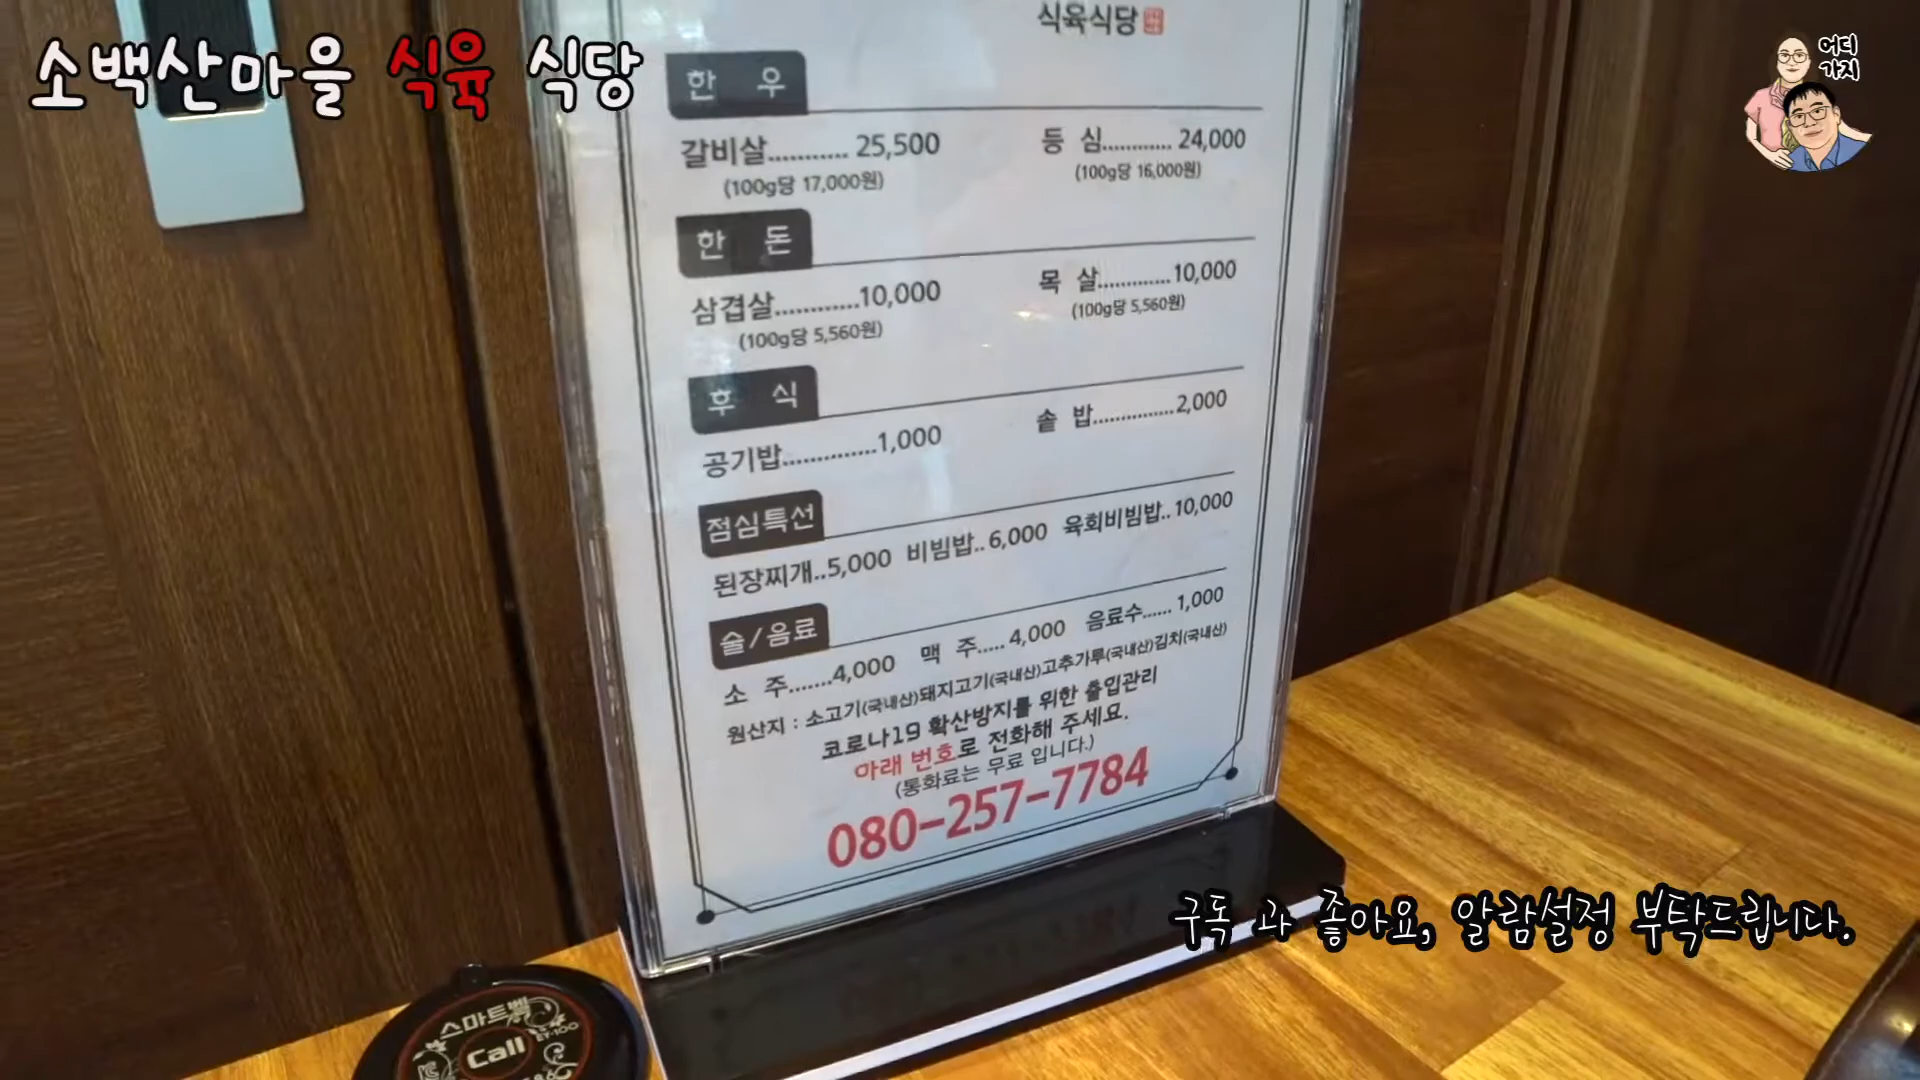 소백산마을 식육 식당
어디
가지
식육식당
한 우
갈비살........... 25,500 등 심............ 24,000
(100g당 17,000원) (100g당 16,000원)
한 돈
삼겹살............10,000 목 살.............10,000
(100g당 5,560원) (100g당 5,560원)
후 식
공기밥..............1,000 솥 밥...............2,000
점심특선
된장찌개..5,000 비빔밥.. 6,000 육회비빔밥.. 10,000
술/음료
소 주.......4,000 맥 주..... 4,000 음료수...... 1,000
원산지 : 소고기(국내산)돼지고기(국내산)고추가루(국내산)김치(국내산)
코로나19 확산방지를 위한 출입관리
아래 번호로 전화해 주세요.
(통화료는 무료 입니다.)
080-257-7784
구독 과 좋아요, 알람설정 부탁드립니다.
스마트벨
Call